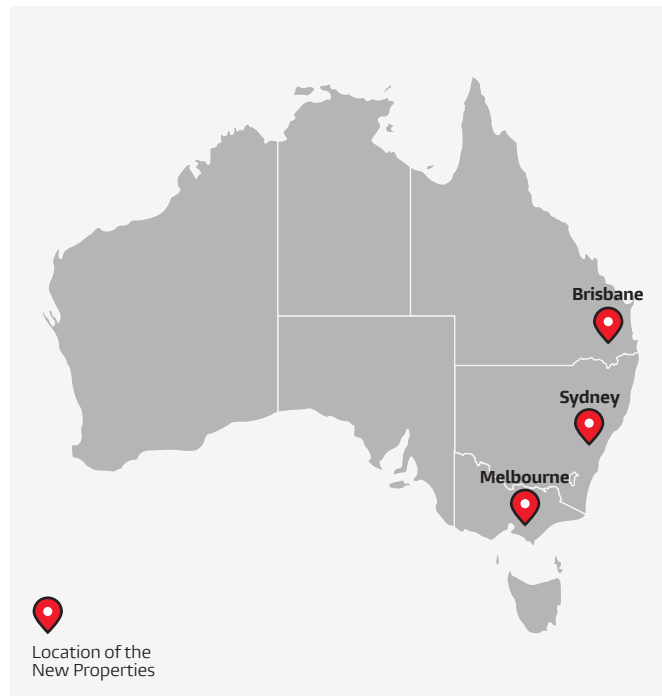 Brisbane
Sydney
Melbourne
Location of the
New Properties